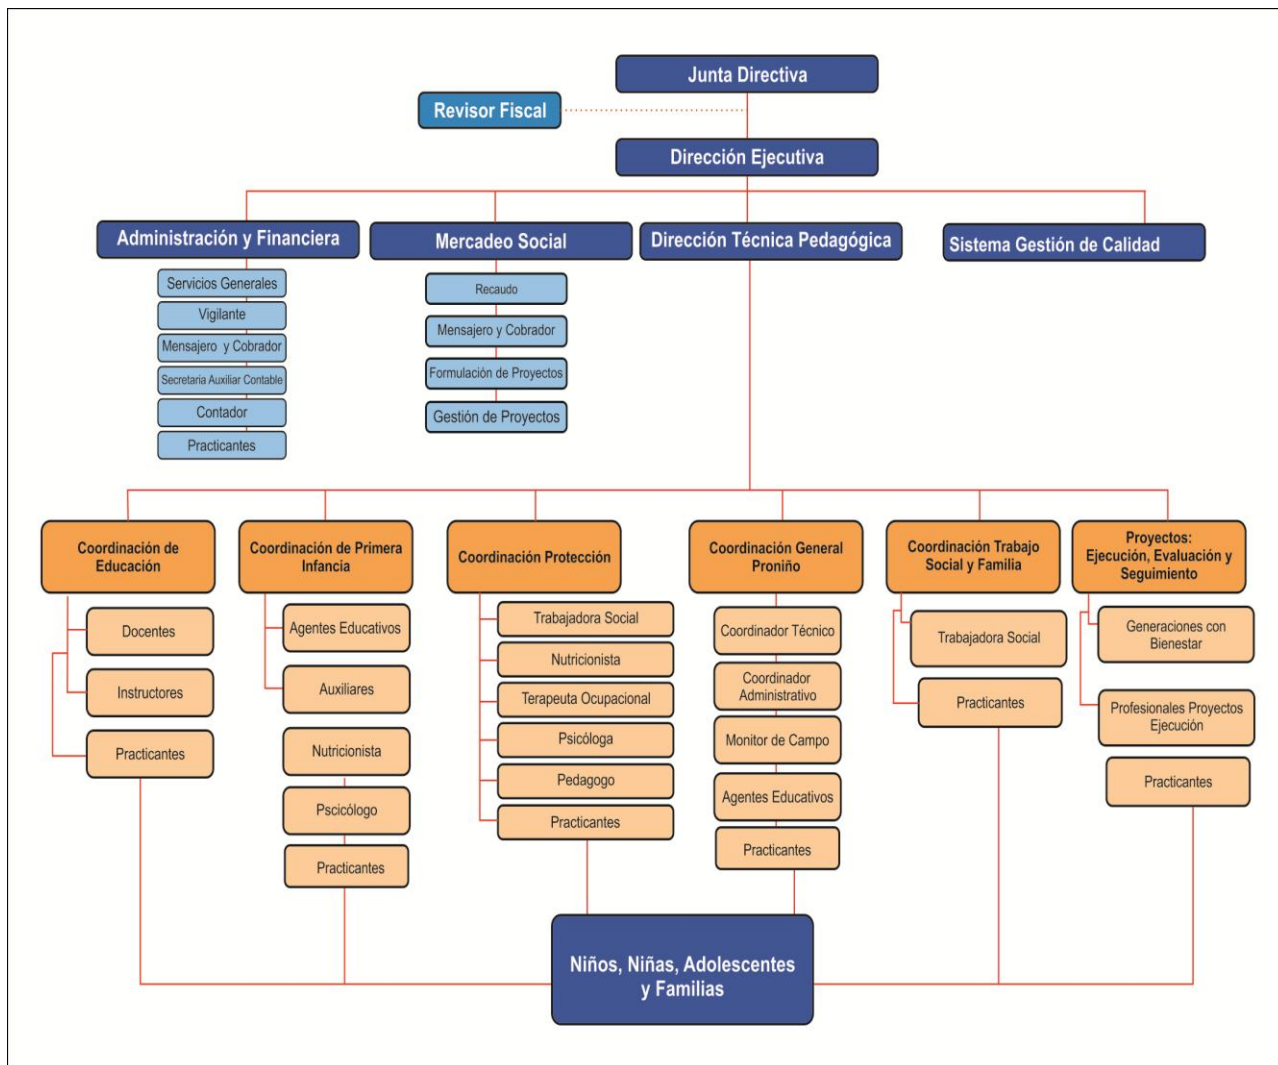 Junta Directiva
Revisor Fiscal
Dirección Ejecutiva
Administración y Financiera
Mercadeo Social
Dirección Técnica Pedagógica
Sistema Gestión de Calidad
Servicios Generales
Vigilante
Mensajero y Cobrador
Secretaria Auxiliar Contable
Contador
Practicantes
Recaudo
Mensajero y Cobrador
Formulación de Proyectos
Gestión de Proyectos
Coordinación de
Educación
Docentes
Instructores
Practicantes
Coordinación de Primera
Infancia
Agentes Educativos
Auxiliares
Nutricionista
Pscicólogo
Practicantes
Coordinación Protección
Trabajadora Social
Nutricionista
Terapeuta Ocupacional
Psicóloga
Pedagogo
Practicantes
Coordinación General
Proniño
Coordinador Técnico
Coordinador
Administrativo
Monitor de Campo
Agentes Educativos
Practicantes
Coordinación Trabajo
Social y Familia
Trabajadora Social
Practicantes
Proyectos:
Ejecución, Evaluación y
Seguimiento
Generaciones con
Bienestar
Profesionales Proyectos
Ejecución
Practicantes
Niños, Niñas, Adolescentes
y Familias